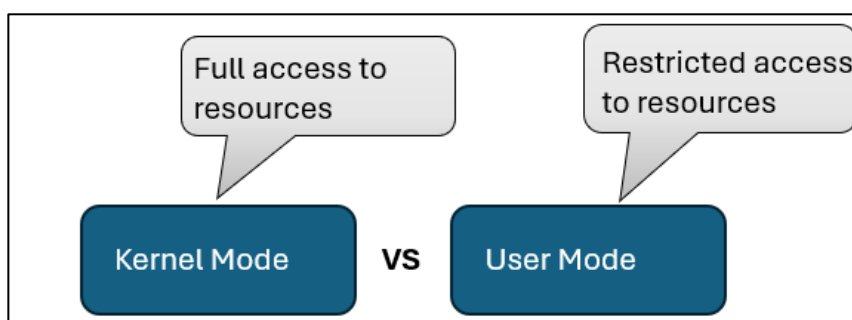 Full access to
resources
Restricted access
to resources
Kernel Mode
VS
User Mode